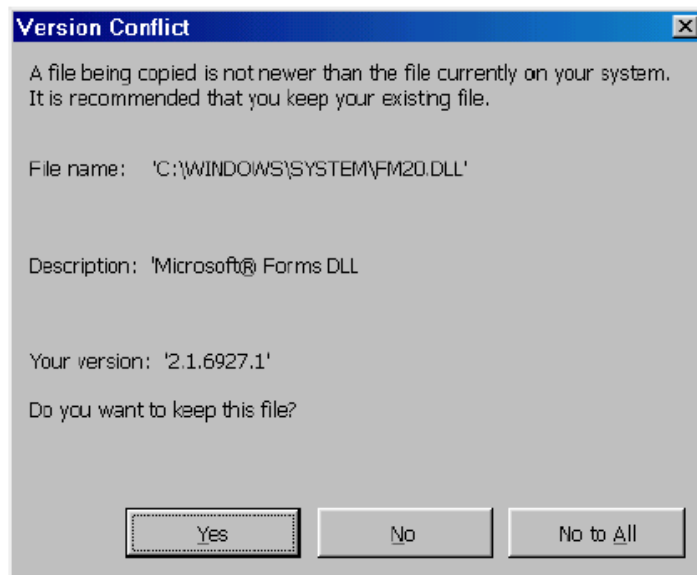 Version Conflict
A file being copied is not newer than the file currently on your system.
It is recommended that you keep your existing file.
File name: 'C:\WINDOWS\SYSTEM\FM20.DLL'
Description: 'Microsoft® Forms DLL
Your version: '2.1.6927.1'
Do you want to keep this file?
Yes No No to All